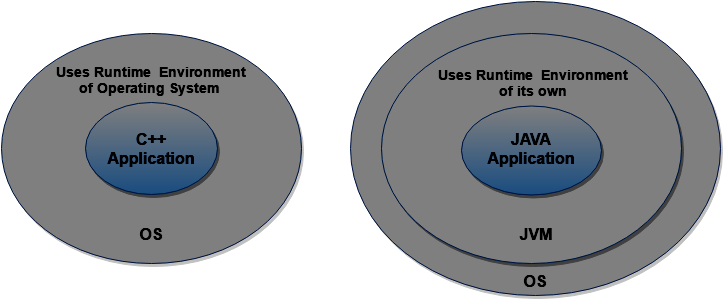 Uses Runtime Environment
of Operating System
C++
Application
OS
Uses Runtime Environment
of its own
JAVA
Application
JVM
OS